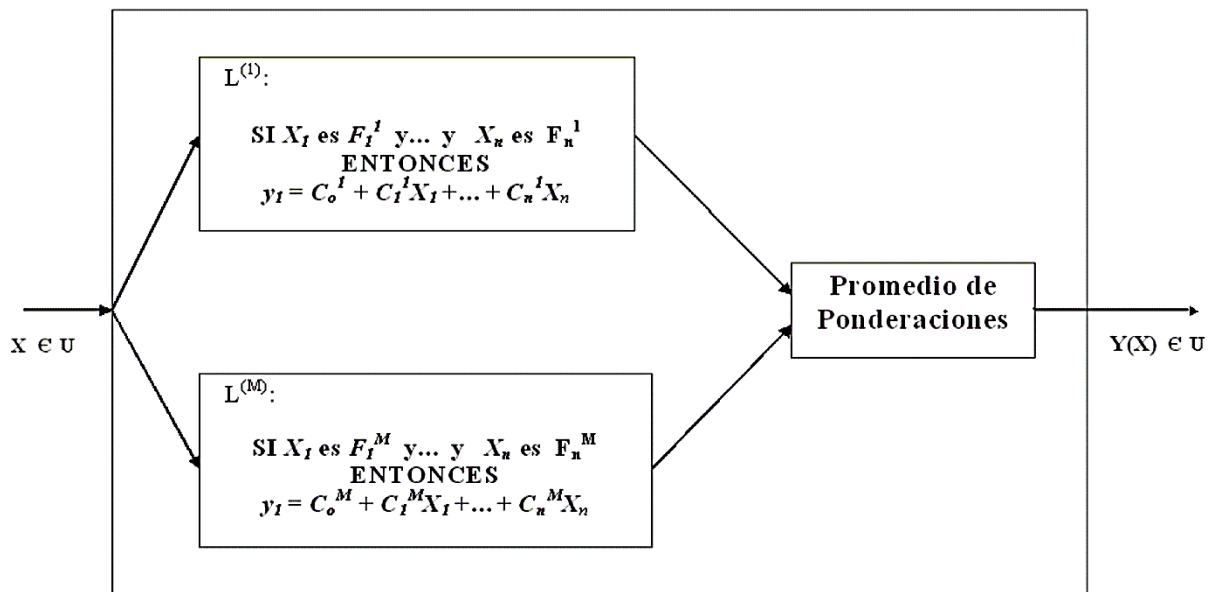 L⁽¹⁾:
SI X₁ es F₁¹ y... y Xₙ es Fₙ¹
ENTONCES
y₁ = Cₒ¹ + C₁¹X₁ +... + Cₙ¹Xₙ
Promedio de
Ponderaciones
X Є U
Y(X) Є U
L⁽ᴹ⁾:
SI X₁ es F₁ᴹ y... y Xₙ es Fₙᴹ
ENTONCES
y₁ = Cₒᴹ + C₁ᴹX₁ +... + CₙᴹXₙ